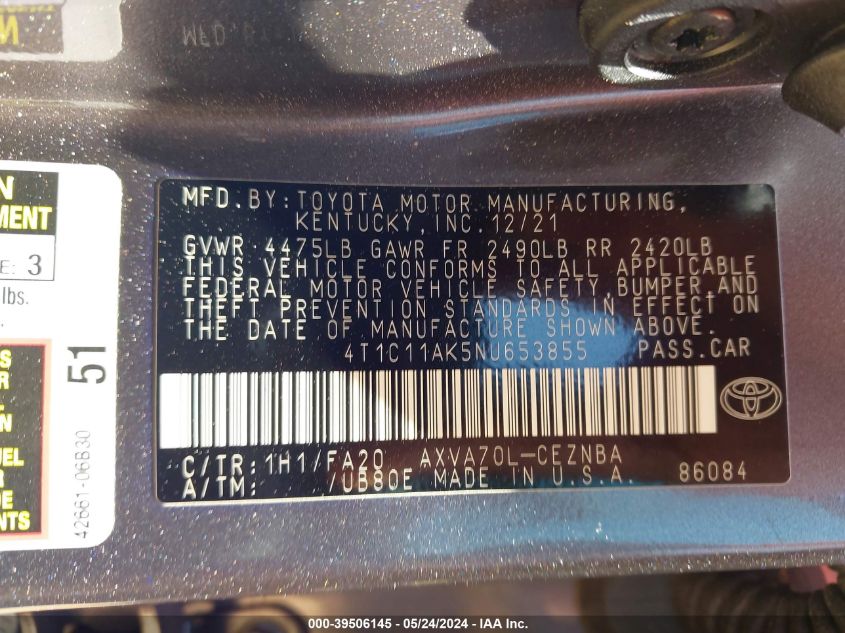 WED
N
EMENT
E: 3
lbs.
51
42661-06B30
MFD.BY:TOYOTA MOTOR MANUFACTURING,
KENTUCKY,INC.12/21
GVWR 4475LB GAWR FR 2490LB RR 2420LB
THIS VEHICLE CONFORMS TO ALL APPLICABLE
FEDERAL MOTOR VEHICLE SAFETY,BUMPER,AND
THEFT PREVENTION STANDARDS IN EFFECT ON
THE DATE OF MANUFACTURE SHOWN ABOVE.
4T1C11AK5NU653855 PASS.CAR
C/TR:1H1/FA20 AXVA70L-CEZNBA
A/TM: /UB80E MADE IN U.S.A. 86084
000-39506145 - 05/24/2024 - IAA Inc.